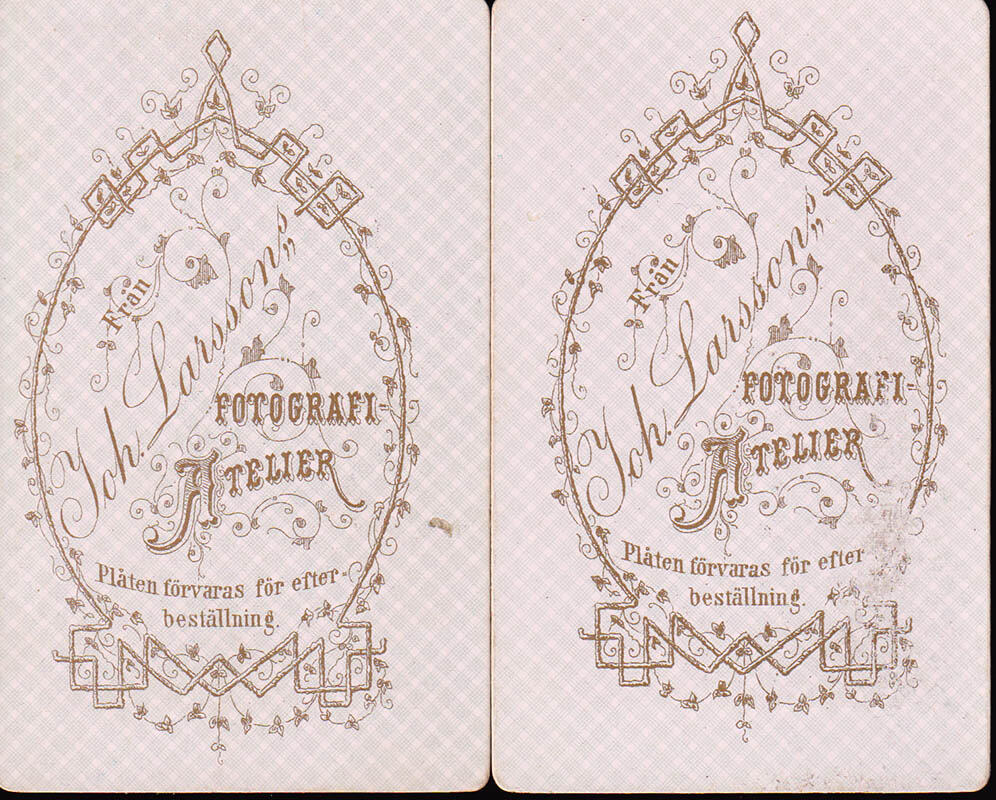 Från
Joh. Larsson's
FOTOGRAFI-
ATELIER
Plåten förvaras för efter-
beställning.
Från
Joh. Larsson's
FOTOGRAFI-
ATELIER
Plåten förvaras för efter
beställning.